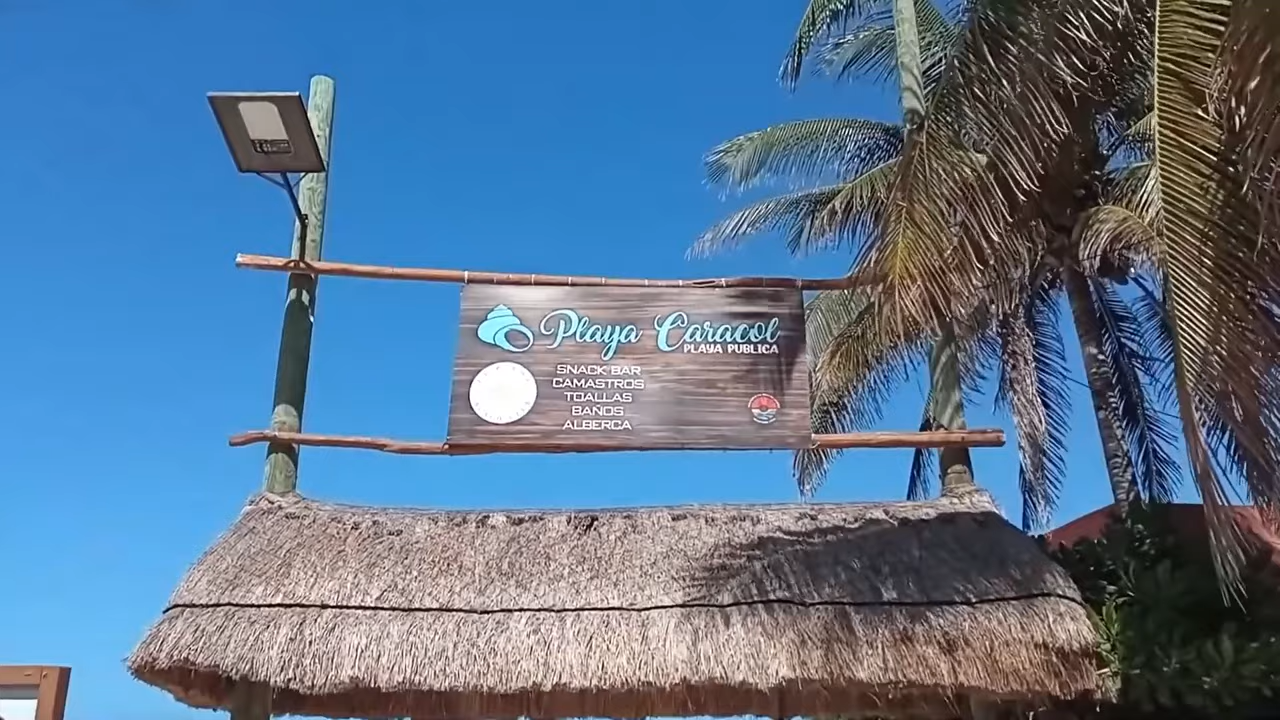 Playa Caracol
PLAYA PUBLICA
SNACK BAR
CAMASTROS
TOALLAS
BAÑOS
ALBERCA